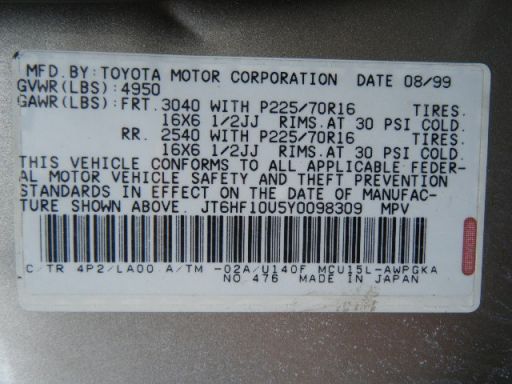 MFD.BY:TOYOTA MOTOR CORPORATION DATE 08/99
GVWR(LBS):4950
GAWR(LBS):FRT.3040 WITH P225/70R16 TIRES.
16X6 1/2JJ RIMS.AT 30 PSI COLD.
RR. 2540 WITH P225/70R16 TIRES.
16X6 1/2JJ RIMS.AT 30 PSI COLD.
THIS VEHICLE CONFORMS TO ALL APPLICABLE FEDER-
AL MOTOR VEHICLE SAFETY AND THEFT PREVENTION
STANDARDS IN EFFECT ON THE DATE OF MANUFAC-
TURE SHOWN ABOVE. JT6HF10U5Y0098309 MPV
C/TR 4P2/LA00 A/TM -02A/U140F MCU15L-AWPGKA
NO 476 MADE IN JAPAN